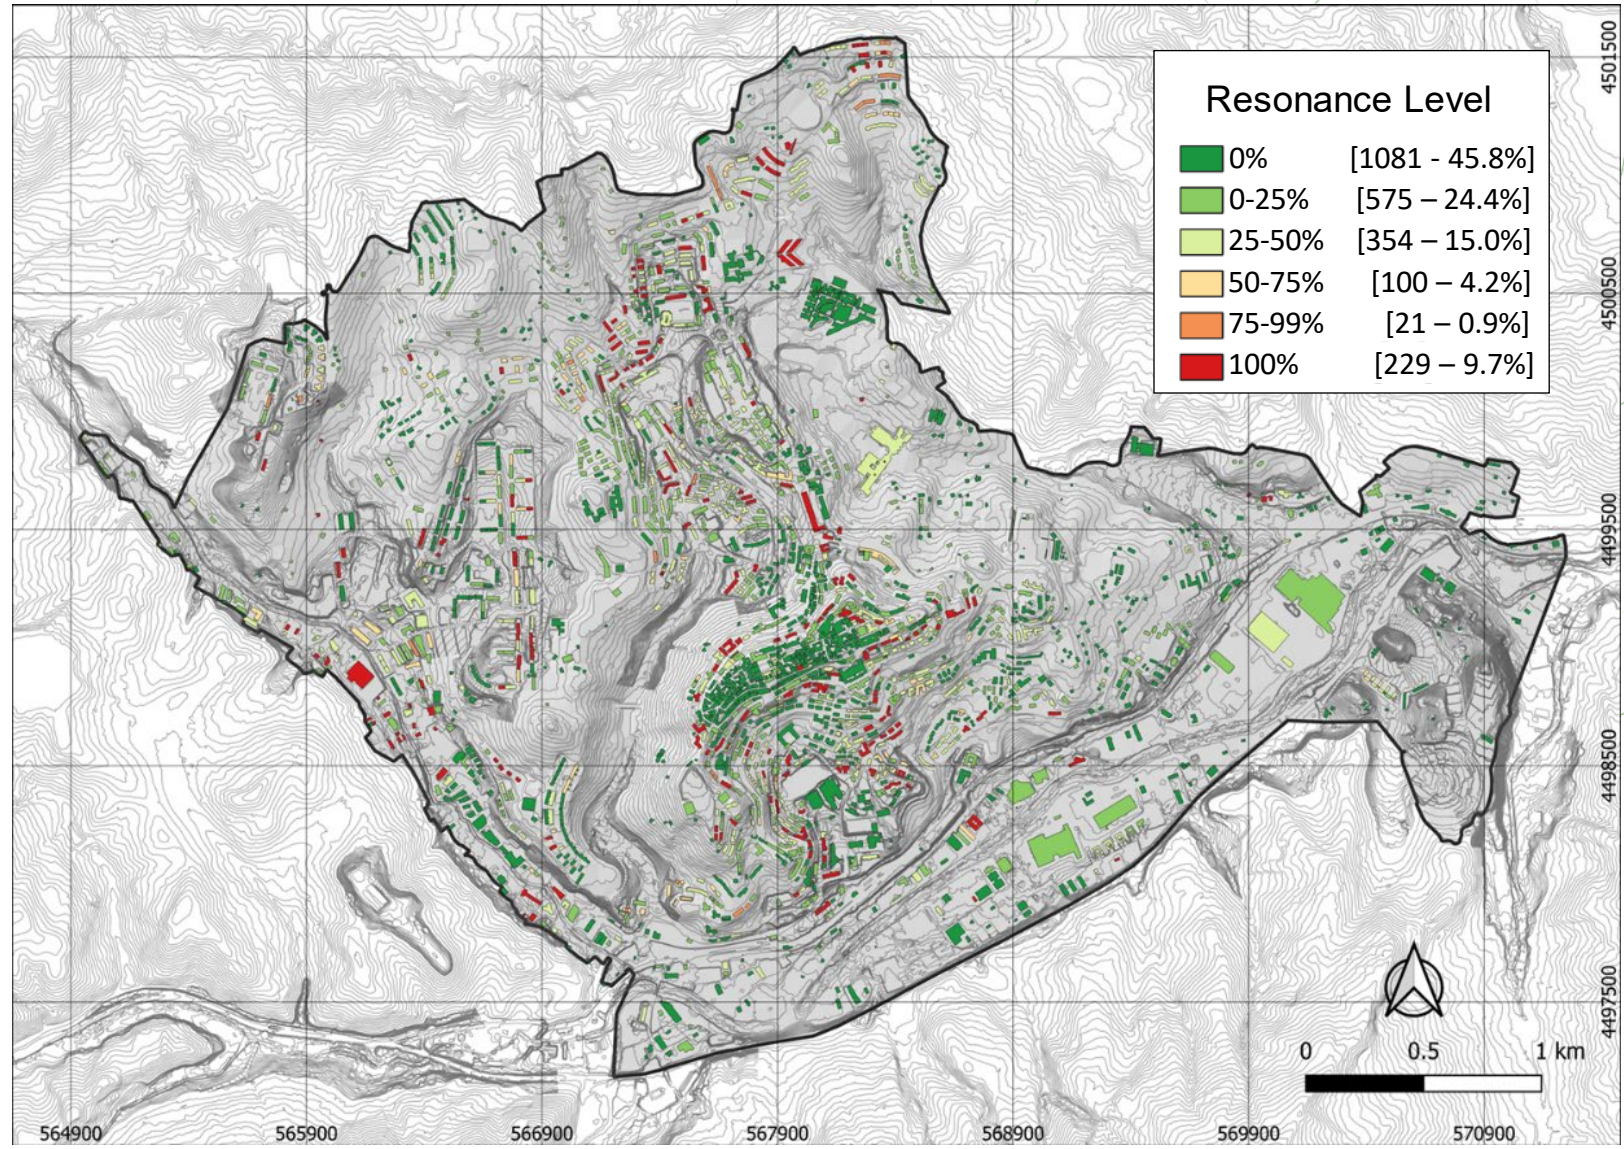 Resonance Level
0% [1081 - 45.8%]
0-25% [575 – 24.4%]
25-50% [354 – 15.0%]
50-75% [100 – 4.2%]
75-99% [21 – 0.9%]
100% [229 – 9.7%]
4501500
4500500
4499500
4498500
4497500
0 0.5 1 km
564900 565900 566900 567900 568900 569900 570900